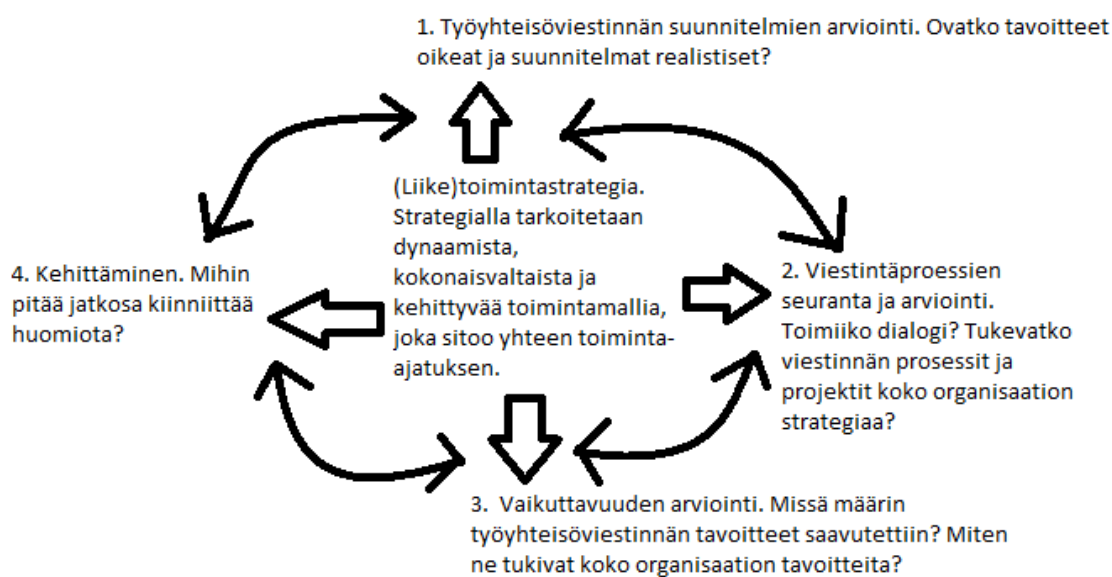 1. Työyhteisöviestinnän suunnitelmien arviointi. Ovatko tavoitteet
oikeat ja suunnitelmat realistiset?
(Liike)toimintastrategia.
Strategialla tarkoitetaan
dynaamista,
kokonaisvaltaista ja
kehittyvää toimintamallia,
joka sitoo yhteen toiminta-
ajatuksen.
2. Viestintäproessien
seuranta ja arviointi.
Toimiiko dialogi? Tukevatko
viestinnän prosessit ja
projektit koko organisaation
strategiaa?
3. Vaikuttavuuden arviointi. Missä määrin
työyhteisöviestinnän tavoitteet saavutettiin? Miten
ne tukivat koko organisaation tavoitteita?
4. Kehittäminen. Mihin
pitää jatkosa kiinniittää
huomiota?